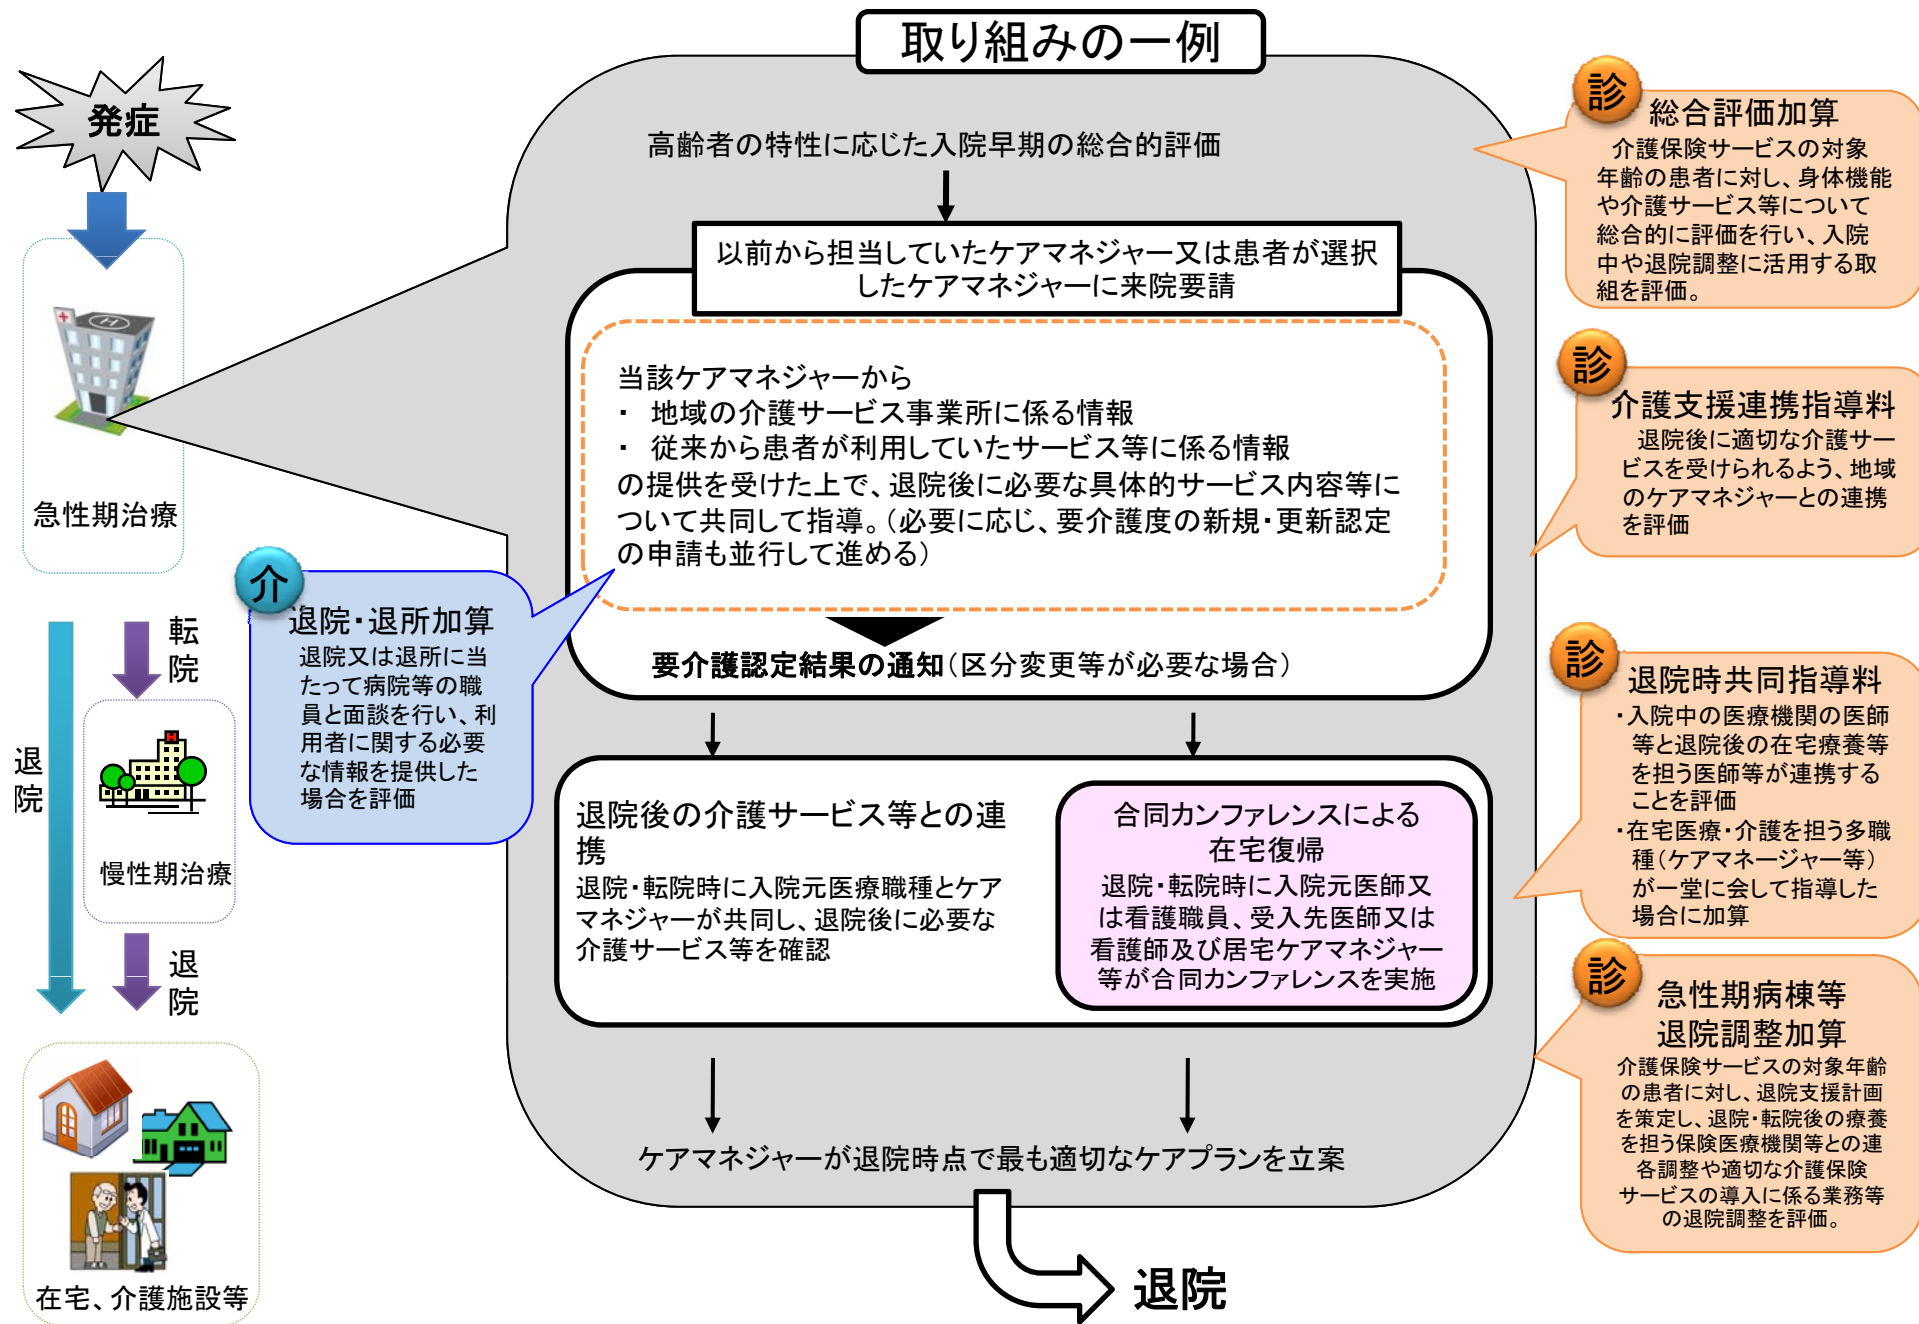 取り組みの一例
発症
急性期治療
転院
退院
慢性期治療
退院
在宅、介護施設等
高齢者の特性に応じた入院早期の総合的評価
以前から担当していたケアマネジャー又は患者が選択
したケアマネジャーに来院要請
当該ケアマネジャーから
・ 地域の介護サービス事業所に係る情報
・ 従来から患者が利用していたサービス等に係る情報
の提供を受けた上で、退院後に必要な具体的サービス内容等に
ついて共同して指導。（必要に応じ、要介護度の新規・更新認定
の申請も並行して進める）
要介護認定結果の通知（区分変更等が必要な場合）
介
退院・退所加算
退院又は退所に当
たって病院等の職
員と面談を行い、利
用者に関する必要
な情報を提供した
場合を評価
退院後の介護サービス等との連
携
退院・転院時に入院元医療職種とケア
マネジャーが共同し、退院後に必要な
介護サービス等を確認
合同カンファレンスによる
在宅復帰
退院・転院時に入院元医師又
は看護職員、受入先医師又は
看護師及び居宅ケアマネジャー
等が合同カンファレンスを実施
ケアマネジャーが退院時点で最も適切なケアプランを立案
退院
診
総合評価加算
介護保険サービスの対象
年齢の患者に対し、身体機能
や介護サービス等について
総合的に評価を行い、入院
中や退院調整に活用する取
組を評価。
診
介護支援連携指導料
退院後に適切な介護サー
ビスを受けられるよう、地域
のケアマネジャーとの連携
を評価
診
退院時共同指導料
・入院中の医療機関の医師
等と退院後の在宅療養等
を担う医師等が連携する
ことを評価
・在宅医療・介護を担う多職
種（ケアマネージャー等）
が一堂に会して指導した
場合に加算
診
急性期病棟等
退院調整加算
介護保険サービスの対象年齢
の患者に対し、退院支援計画
を策定し、退院・転院後の療養
を担う保険医療機関等との連
各調整や適切な介護保険
サービスの導入に係る業務等
の退院調整を評価。